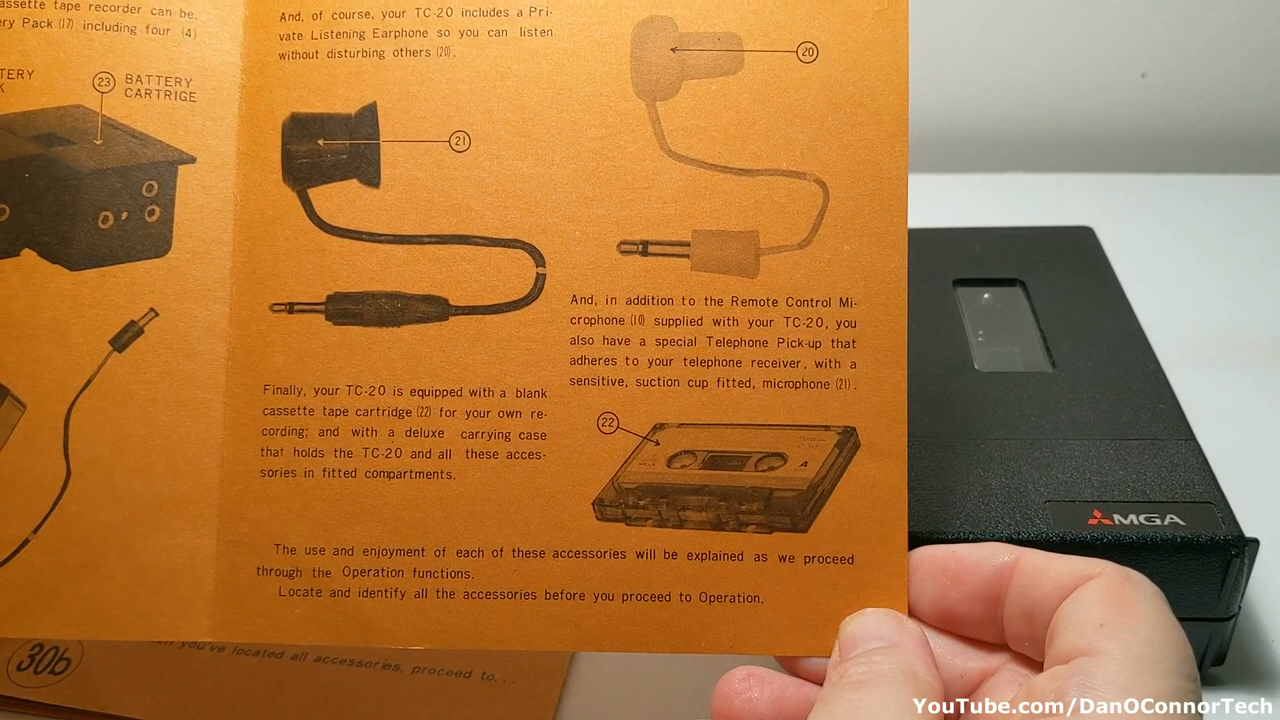 assette tape recorder can be.
ery Pack (17) including four (4)
TERY
K
23 BATTERY
CARTRIGE
And, of course, your TC-20 includes a Pri-
vate Listening Earphone so you can listen
without disturbing others (20).
20
21
And, in addition to the Remote Control Mi-
crophone (10) supplied with your TC-20, you
also have a special Telephone Pick-up that
adheres to your telephone receiver, with a
sensitive, suction cup fitted, microphone (21).
Finally, your TC-20 is equipped with a blank
cassette tape cartridge (22) for your own re-
cording; and with a deluxe carrying case
that holds the TC-20 and all these acces-
sories in fitted compartments.
22
A
The use and enjoyment of each of these accessories will be explained as we proceed
through the Operation functions.
Locate and identify all the accessories before you proceed to Operation.
30b
you've located all accessories, proceed to...
MGA
YouTube.com/DanOConnorTech